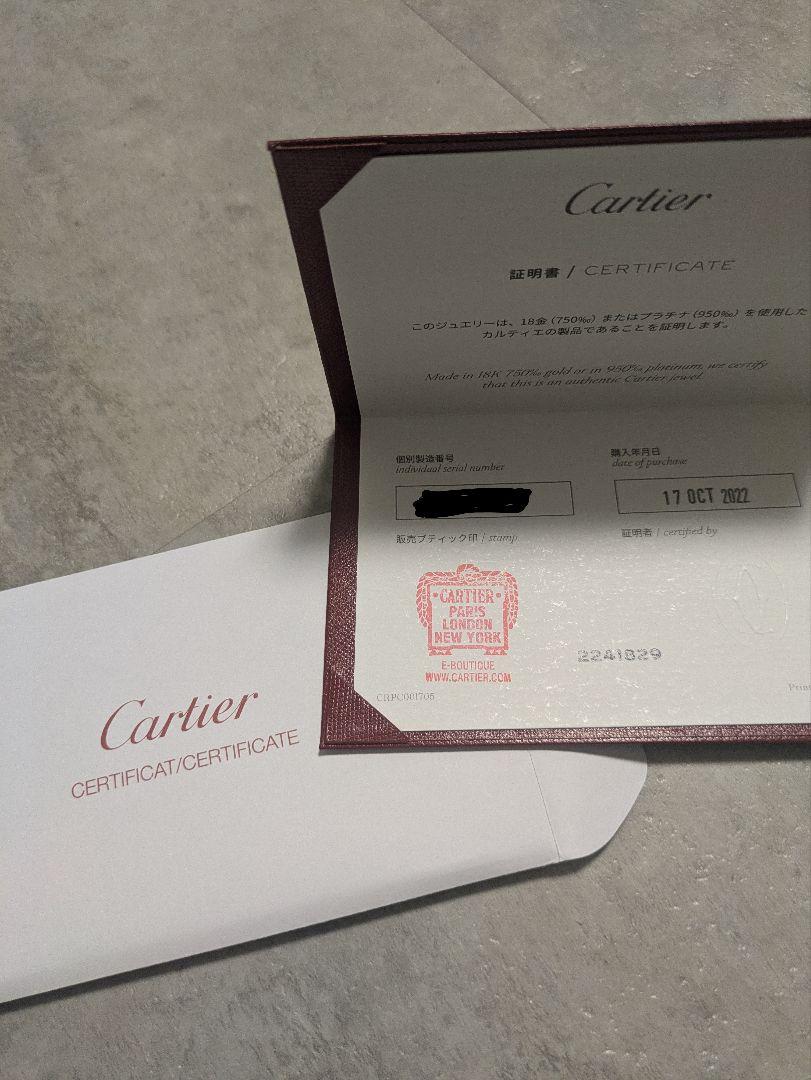 Cartier
証明書 / CERTIFICATE
このジュエリーは、18金 (750‰) またはプラチナ (950‰) を使用した
カルティエの製品であることを証明します。
Made in 18K 750‰ gold or in 950‰ platinum, we certify
that this is an authentic Cartier jewel.
個別製造番号
individual serial number
購入年月日
date of purchase
17 OCT 2022
販売ブティック印 / stamp
証明者 / certified by
CARTIER
PARIS
LONDON
NEW YORK
E-BOUTIQUE
WWW.CARTIER.COM
2241829
CRPC001705
Cartier
CERTIFICAT/CERTIFICATE